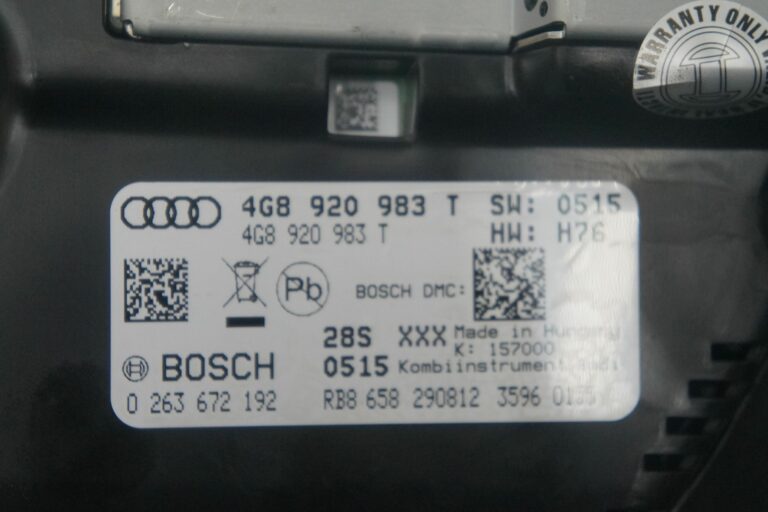 WARRANTY ONLY
4G8 920 983 T SW: 0515
4G8 920 983 T HW: H76
Pb
BOSCH DMC:
28S XXX Made in Hungary
K: 157000
BOSCH 0515 Kombiinstrument
0 263 672 192 RB8 658 290812 3596